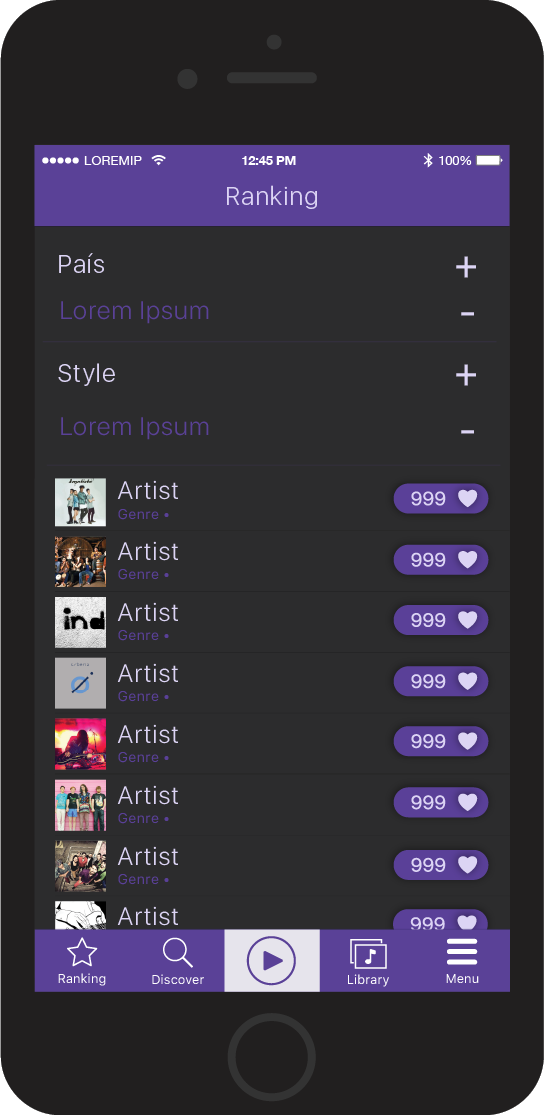 LOREMIP 12:45 PM 100%
Ranking
País +
Lorem Ipsum -
Style +
Lorem Ipsum -
Artist 999
Genre •
Artist 999
Genre •
ind
Artist 999
Genre •
Artist 999
Genre •
Artist 999
Genre •
Artist 999
Genre •
Artist 999
Genre •
Artist 999
Ranking Discover Library Menu